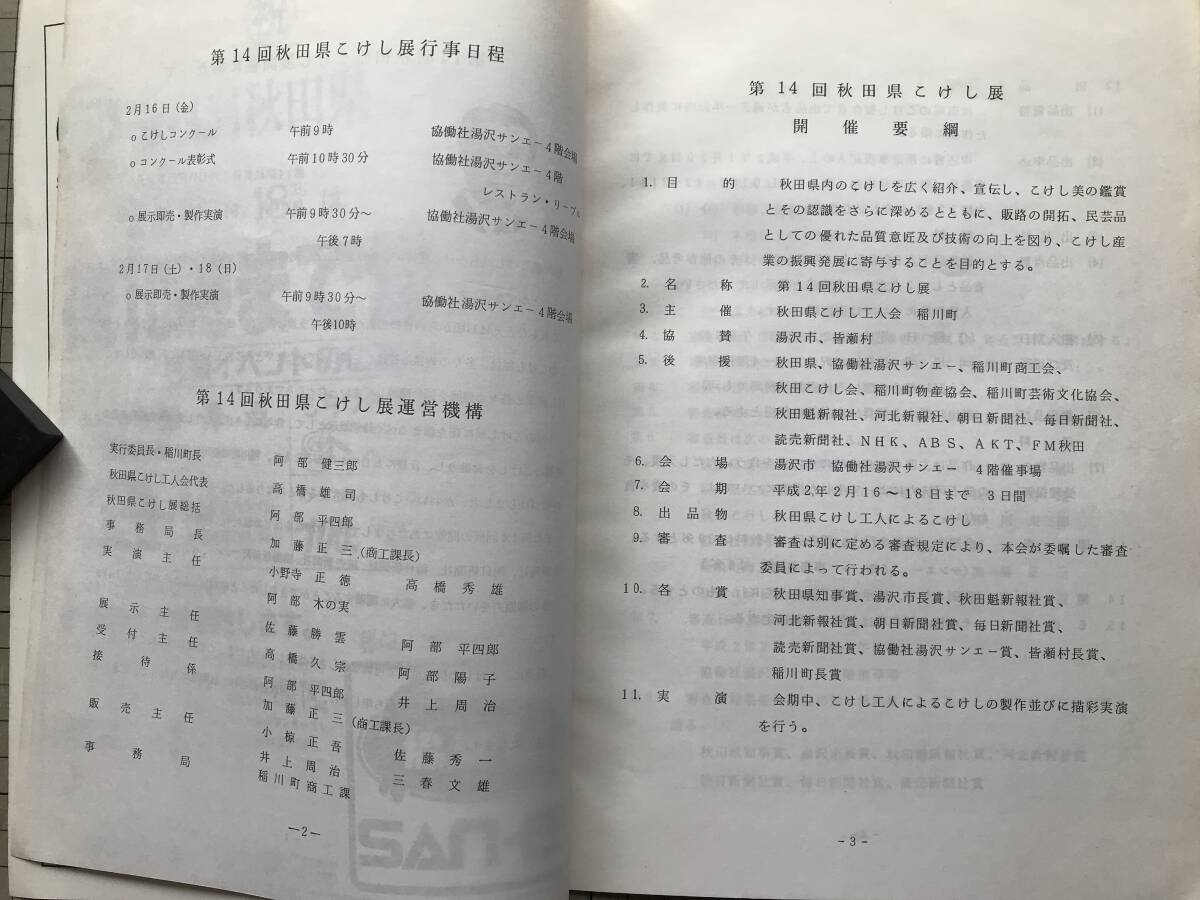 第14回秋田県こけし展行事日程
2月16日(金)
o こけしコンクール 午前9時 協働社湯沢サンエー4階会場
o コンクール表彰式 午前10時30分 協働社湯沢サンエー4階
レストラン・リーブル
o 展示即売・製作実演 午前9時30分～ 協働社湯沢サンエー4階会場
午後7時
2月17日(土)・18(日)
o 展示即売・製作実演 午前9時30分～ 協働社湯沢サンエー4階会場
午後10時
第14回秋田県こけし展運営機構
実行委員長・稲川町長 阿部健三郎
秋田県こけし工人会代表 高橋雄司
秋田県こけし展総括 阿部平四郎
事務局長 加藤正三(商工課長)
実演主任 小野寺正徳 高橋秀雄
阿部木の実
展示主任 佐藤勝雲 阿部平四郎
受付主任 高橋久宗 阿部陽子
接待係 阿部平四郎 井上周治
加藤正三(商工課長)
販売主任 小椋正吾 佐藤秀一
事務局 井上周治 三春文雄
稲川町商工課
—2—
第14回秋田県こけし展
開催要綱
1. 目的 秋田県内のこけしを広く紹介、宣伝し、こけし美の鑑賞
とその認識をさらに深めるとともに、販路の開拓、民芸品
としての優れた品質意匠及び技術の向上を図り、こけし産
業の振興発展に寄与することを目的とする。
2. 名称 第14回秋田県こけし展
3. 主催 秋田県こけし工人会 稲川町
4. 協賛 湯沢市、皆瀬村
5. 後援 秋田県、協働社湯沢サンエー、稲川町商工会、
秋田こけし会、稲川町物産協会、稲川町芸術文化協会、
秋田魁新報社、河北新報社、朝日新聞社、毎日新聞社、
読売新聞社、NHK、ABS、AKT、FM秋田
6. 会場 湯沢市 協働社湯沢サンエー 4階催事場
7. 会期 平成2年2月16～18日まで 3日間
8. 出品物 秋田県こけし工人によるこけし
9. 審査 審査は別に定める審査規定により、本会が委嘱した審査
委員によって行われる。
10. 各賞 秋田県知事賞、湯沢市長賞、秋田魁新報社賞、
河北新報社賞、朝日新聞社賞、毎日新聞社賞、
読売新聞社賞、協働社湯沢サンエー賞、皆瀬村長賞、
稲川町長賞
11. 実演 会期中、こけし工人によるこけしの製作並びに描彩実演
を行う。
- 3 -